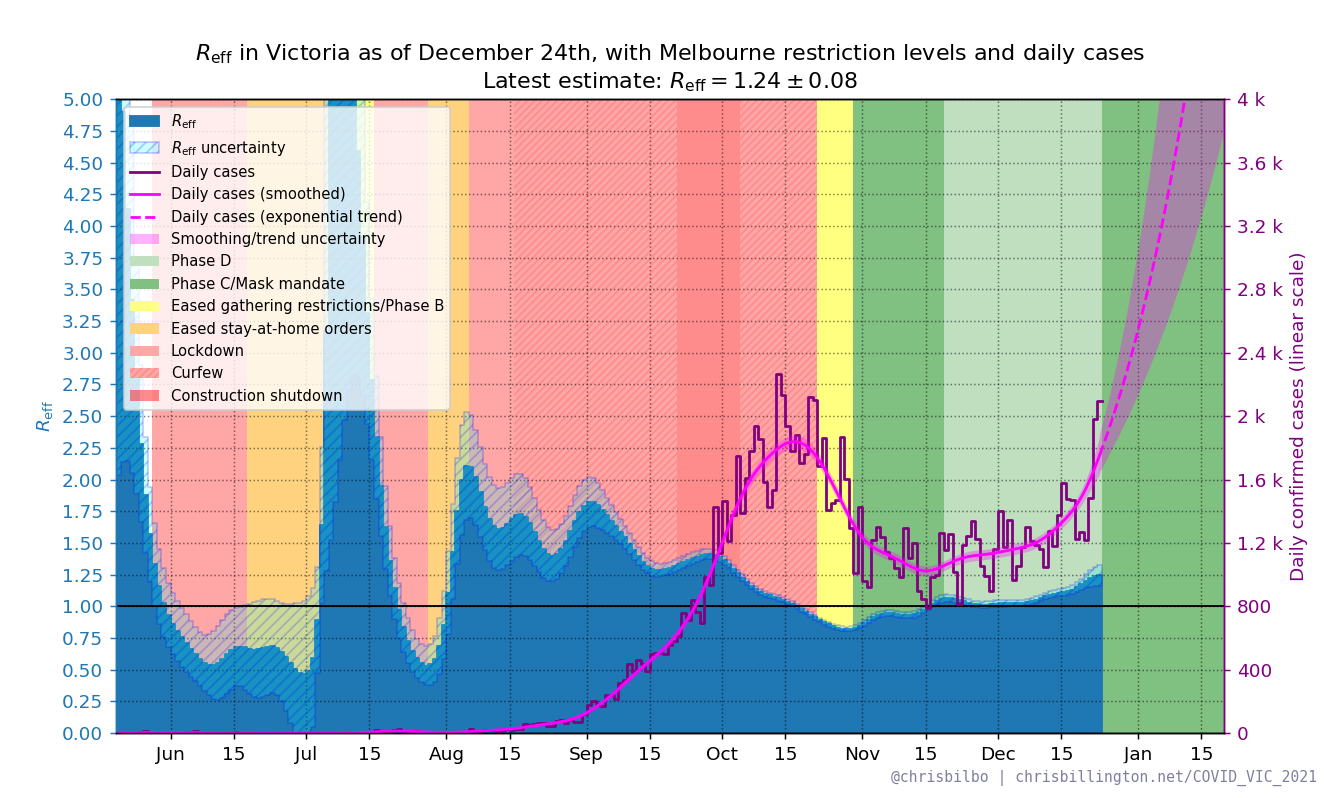 Reff in Victoria as of December 24th, with Melbourne restriction levels and daily cases
Latest estimate: Reff = 1.24 ± 0.08
Reff
Reff uncertainty
Daily cases
Daily cases (smoothed)
Daily cases (exponential trend)
Smoothing/trend uncertainty
Phase D
Phase C/Mask mandate
Eased gathering restrictions/Phase B
Eased stay-at-home orders
Lockdown
Curfew
Construction shutdown
5.00
4.75
4.50
4.25
4.00
3.75
3.50
3.25
3.00
2.75
2.50
2.25
2.00
1.75
1.50
1.25
1.00
0.75
0.50
0.25
0.00
Reff
4 k
3.6 k
3.2 k
2.8 k
2.4 k
2 k
1.6 k
1.2 k
800
400
0
Daily confirmed cases (linear scale)
Jun 15 Jul 15 Aug 15 Sep 15 Oct 15 Nov 15 Dec 15 Jan 15
@chrisbilbo | chrisbillington.net/COVID_VIC_2021